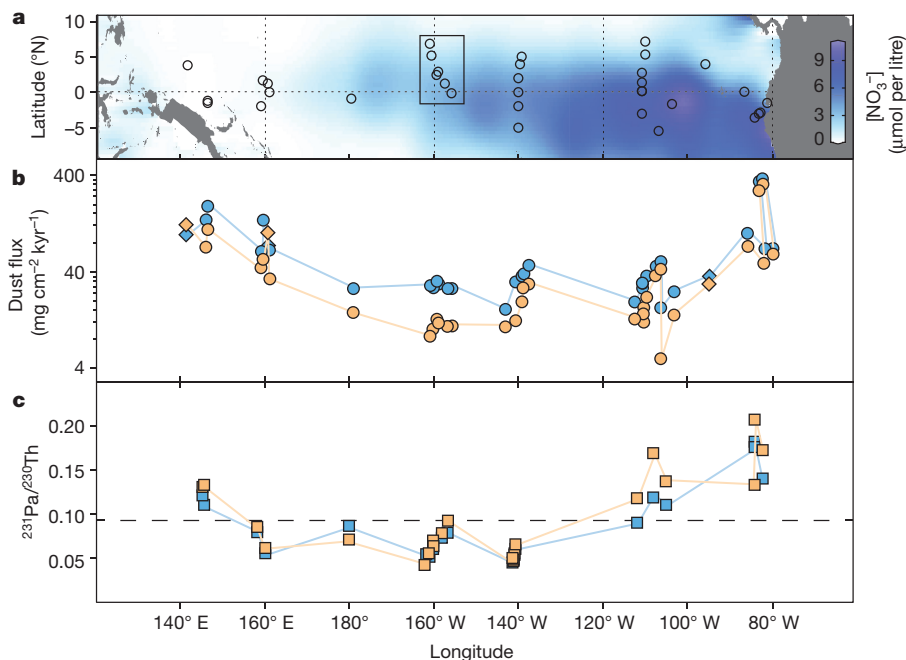 a
Latitude (°N)
10
5
0
−5
9
6
3
0
[NO₃⁻]
(μmol per litre)
b
Dust flux
(mg cm⁻² kyr⁻¹)
400
40
4
c
²³¹Pa/²³⁰Th
0.20
0.15
0.10
0.05
140° E 160° E 180° 160° W 140° W 120° W 100° W 80° W
Longitude